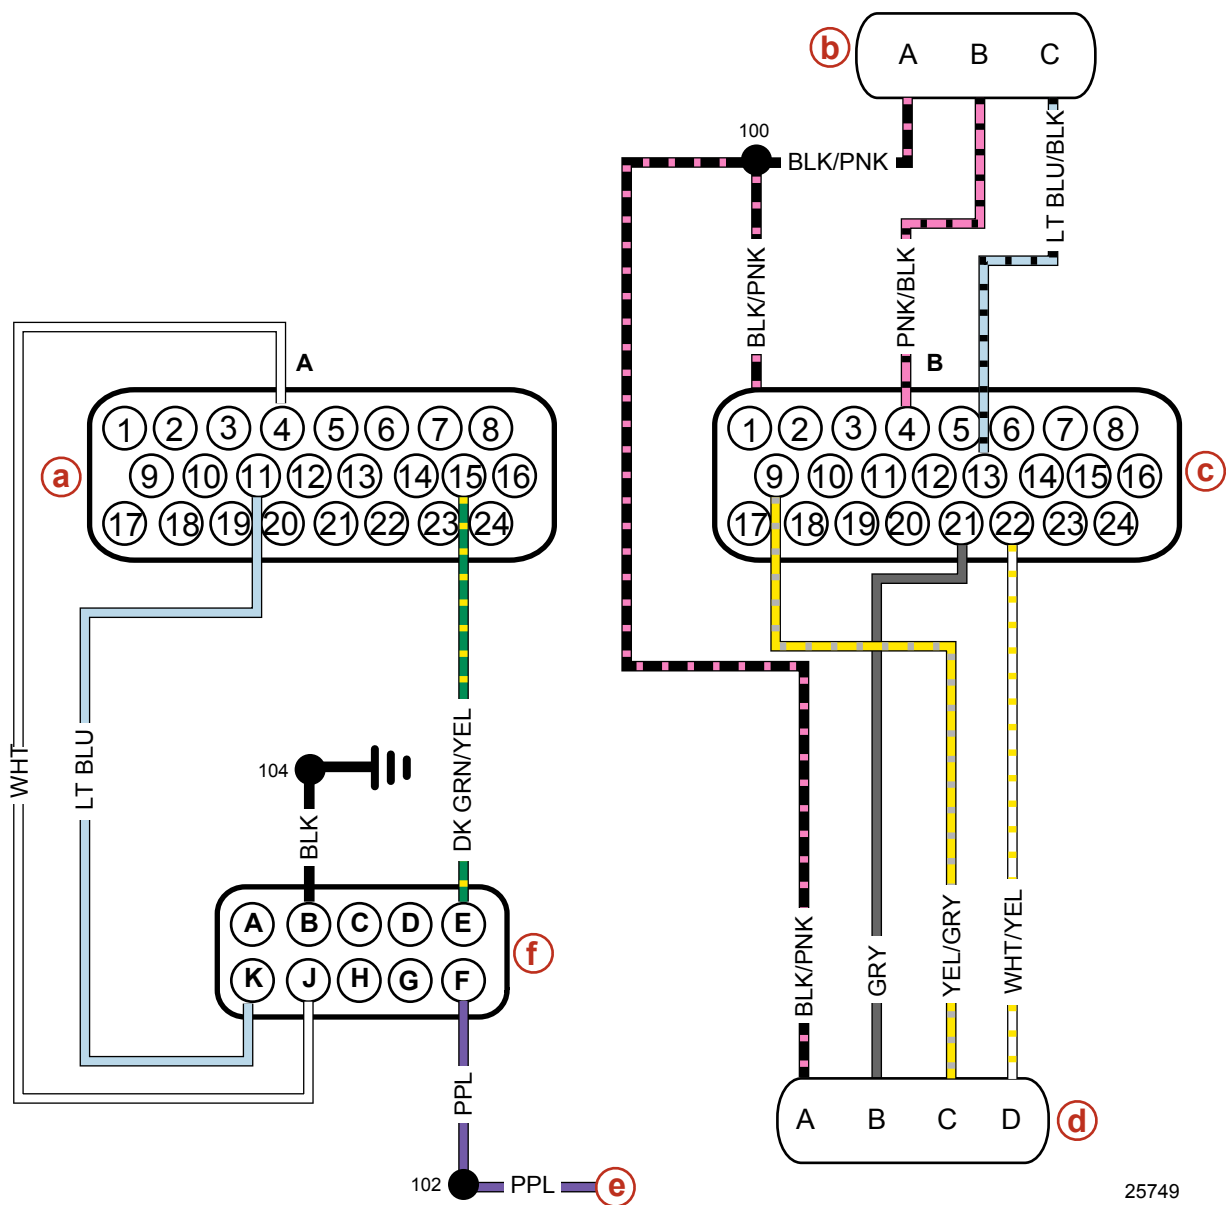 b
A B C
100
BLK/PNK
LT BLU/BLK
BLK/PNK
PNK/BLK
A
B
1 2 3 4 5 6 7 8
9 10 11 12 13 14 15 16
17 18 19 20 21 22 23 24
a
1 2 3 4 5 6 7 8
9 10 11 12 13 14 15 16
17 18 19 20 21 22 23 24
c
WHT
LT BLU
104
BLK
DK GRN/YEL
A B C D E
K J H G F
f
BLK/PNK
GRY
YEL/GRY
WHT/YEL
PPL
102
PPL
e
A B C D
d
25749